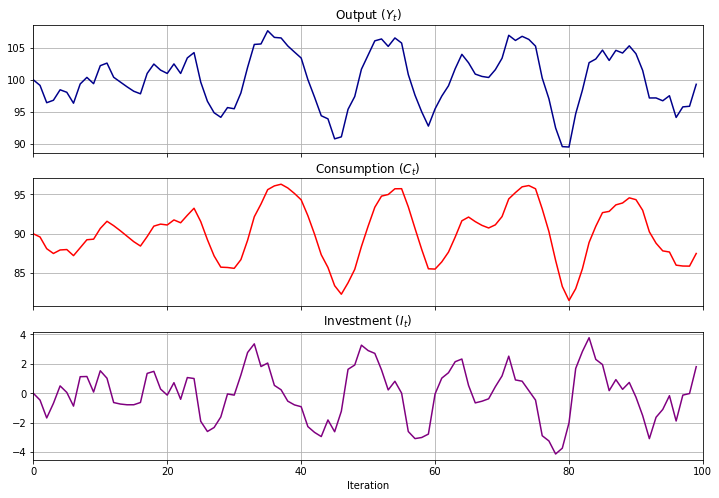 Output (Y_t)
105
100
95
90
Consumption (C_t)
95
90
85
Investment (I_t)
4
2
0
−2
−4
0 20 40 60 80 100
Iteration